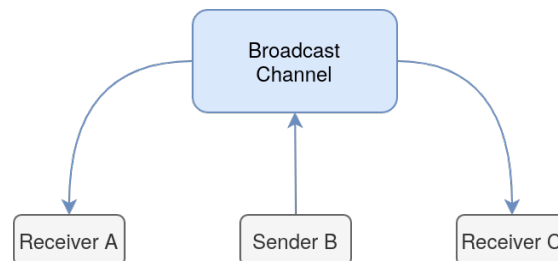 Broadcast
Channel
Receiver A
Sender B
Receiver C